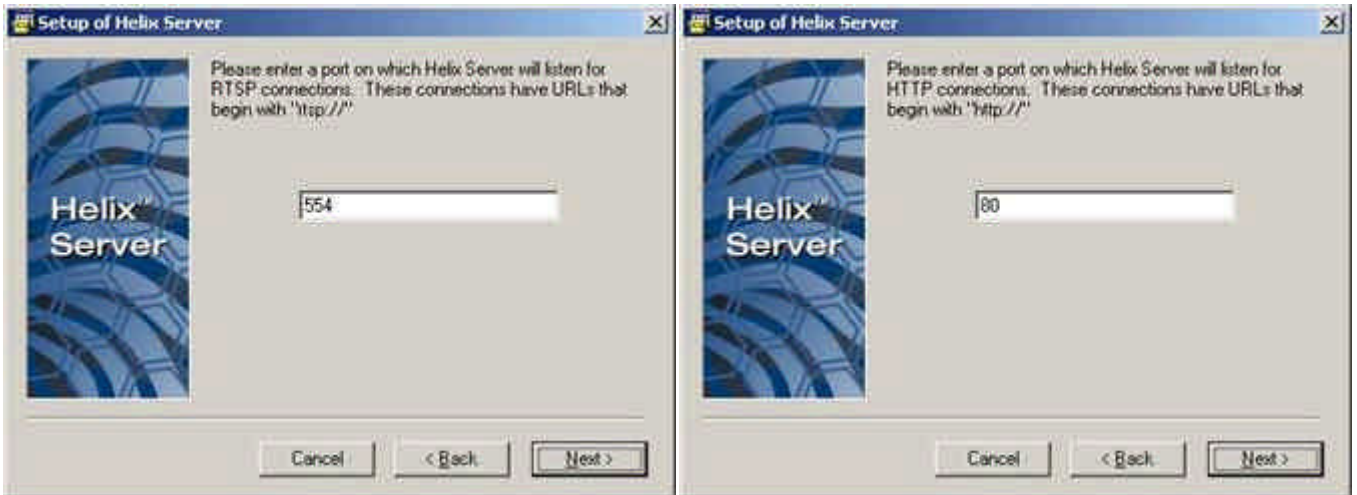 Setup of Helix Server
Please enter a port on which Helix Server will listen for
RTSP connections. These connections have URLs that
begin with "rtsp://"
554
Helix™
Server
Cancel
< Back
Next >
Setup of Helix Server
Please enter a port on which Helix Server will listen for
HTTP connections. These connections have URLs that
begin with "http://"
80
Helix™
Server
Cancel
< Back
Next >